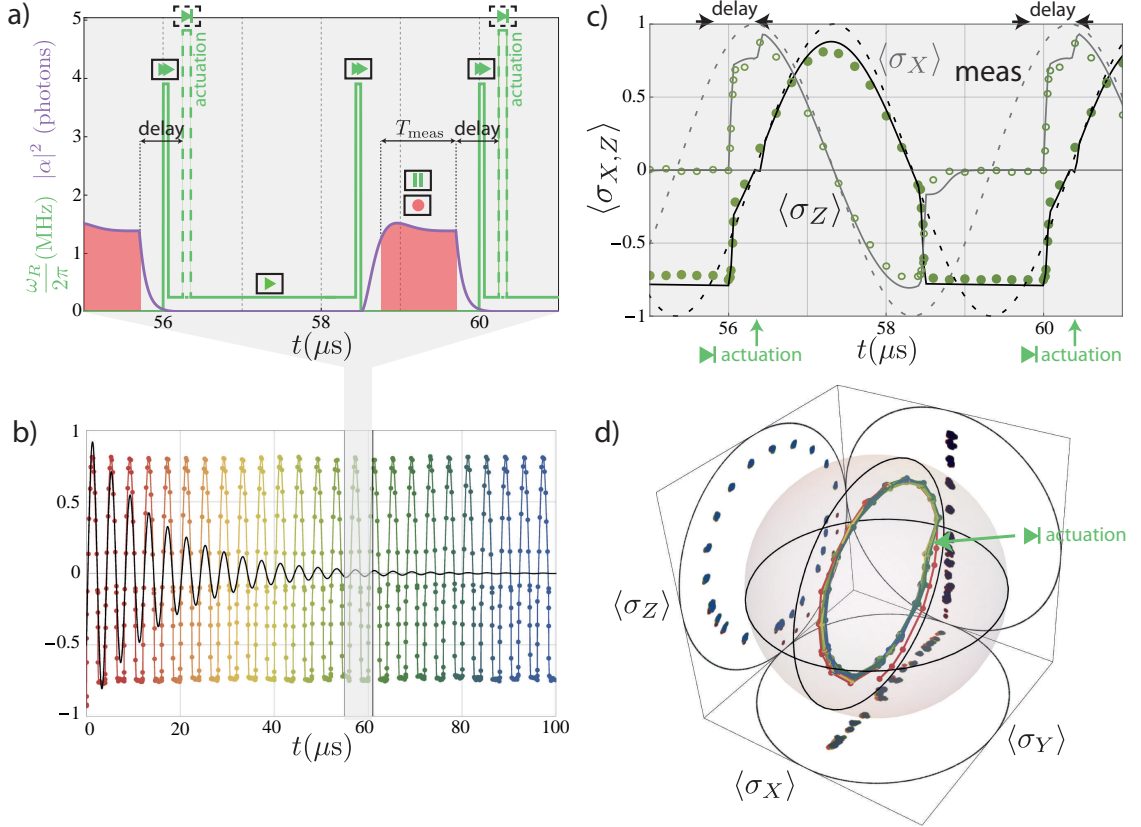 a)
|α|² (photons)
ω_R/2π (MHz)
5
4
3
2
1
0
actuation
delay
T_meas
delay
actuation
56
58
60
t(μs)
b)
1
0.5
0
−0.5
−1
0
20
40
60
80
100
t(μs)
c)
⟨σ_X,Z⟩
1
0.5
0
−0.5
−1
delay
delay
⟨σ_X⟩
meas
⟨σ_Z⟩
56
58
60
actuation
t(μs)
actuation
d)
actuation
⟨σ_Z⟩
⟨σ_Y⟩
⟨σ_X⟩